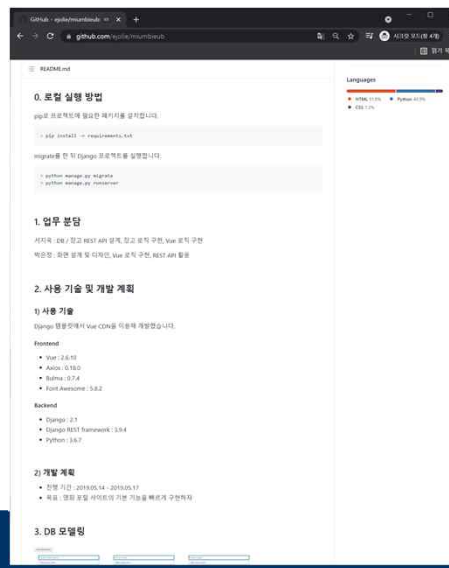 GitHub - ejolie/miumbieub: 
github.com/ejolie/miumbieub
시크릿 모드(창 4개)
README.md
0. 로컬 실행 방법
pip로 프로젝트에 필요한 패키지를 설치합니다.
> pip install -r requirements.txt
migrate를 한 뒤 Django 프로젝트를 실행합니다.
> python manage.py migrate
> python manage.py runserver
1. 업무 분담
DB / 장고 REST API 설계, 장고 로직 구현, Vue 로직 구현
화면 설계 및 디자인, Vue 로직 구현, REST API 활용
2. 사용 기술 및 개발 계획
1) 사용 기술
Django 템플릿에서 Vue CDN을 이용해 개발했습니다.
Frontend
Vue : 2.6.10
Axios : 0.18.0
Bulma : 0.7.4
Font Awesome : 5.8.2
Backend
Django : 2.1
Django REST framework : 3.9.4
Python : 3.6.7
2) 개발 계획
진행 기간 : 2019.05.14 - 2019.05.17
목표 : 영화 포털 사이트의 기본 기능을 빠르게 구현하자
3. DB 모델링
Languages
HTML
Python
CSS